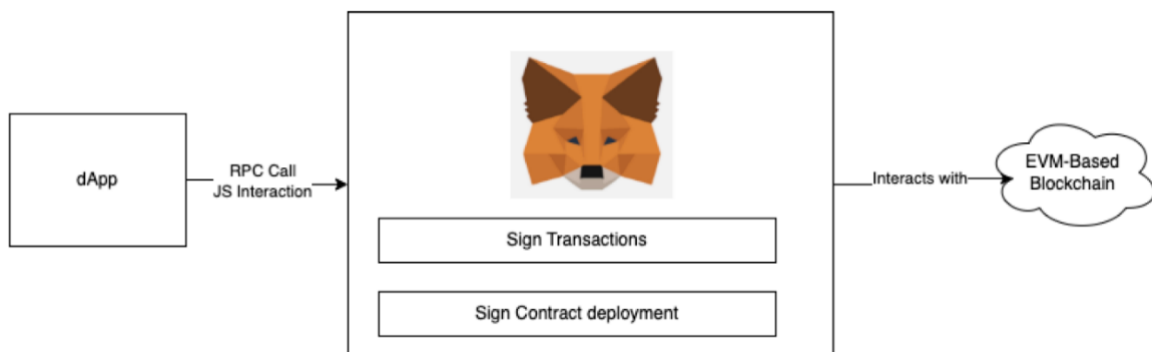 dApp
RPC Call
JS Interaction
Sign Transactions
Sign Contract deployment
Interacts with
EVM-Based
Blockchain